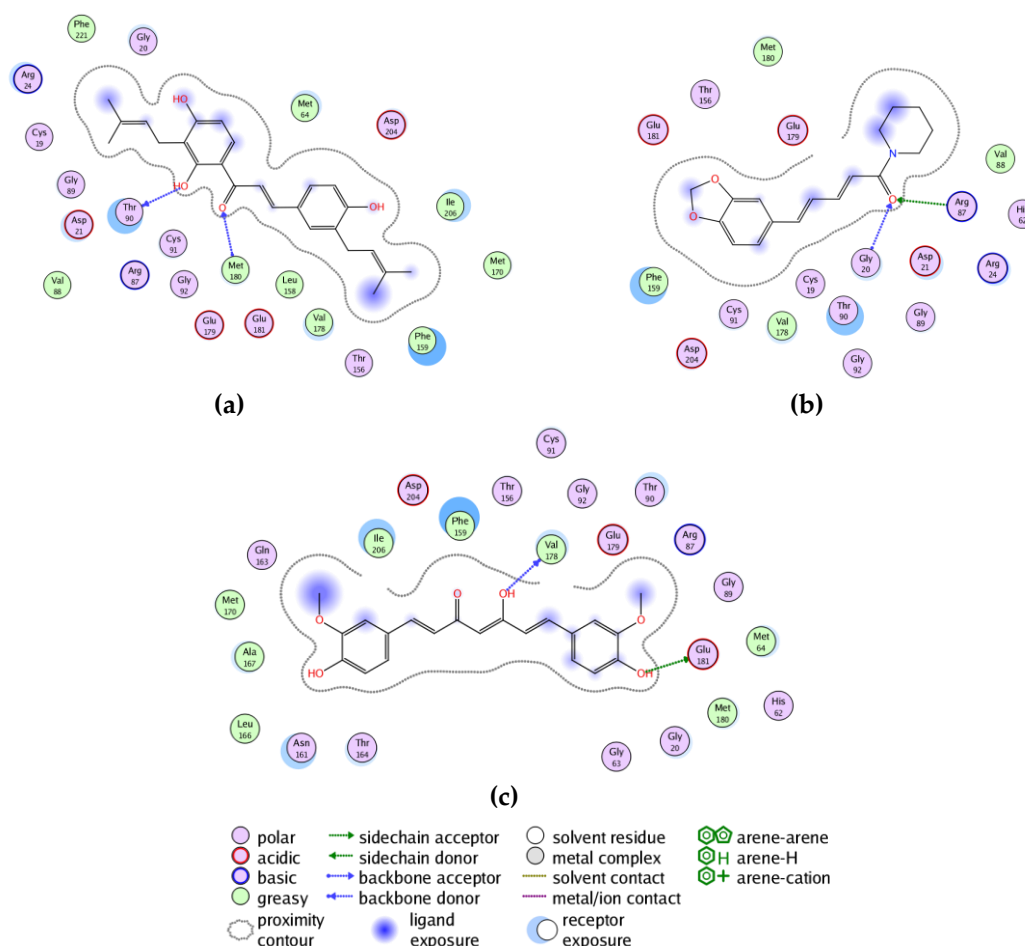 Phe
221
Gly
20
Arg
24
HO
Met
64
Asp
204
Cys
19
Gly
89
HO
Thr
90
OH
Ile
206
Asp
21
O
Cys
91
Met
180
Met
170
Val
88
Arg
87
Gly
92
Leu
158
Glu
179
Glu
181
Val
178
Phe
159
Thr
156
(a)
Met
180
Thr
156
Glu
181
Glu
179
N
Val
88
O
O
O
Arg
87
His
62
Gly
20
Asp
21
Arg
24
Phe
159
Cys
19
Cys
91
Val
178
Thr
90
Gly
89
Asp
204
Gly
92
(b)
Cys
91
Asp
204
Thr
156
Gly
92
Thr
90
Phe
159
Ile
206
Val
178
Glu
179
Arg
87
Gln
163
Gly
89
O
OH
Met
170
O
O
Ala
167
Glu
181
Met
64
HO
OH
Leu
166
Asn
161
Thr
164
Gly
63
Gly
20
Met
180
His
62
(c)
polar sidechain acceptor solvent residue arene-arene
acidic sidechain donor metal complex H arene-H
basic backbone acceptor solvent contact + arene-cation
greasy backbone donor metal/ion contact
proximity contour ligand exposure receptor exposure